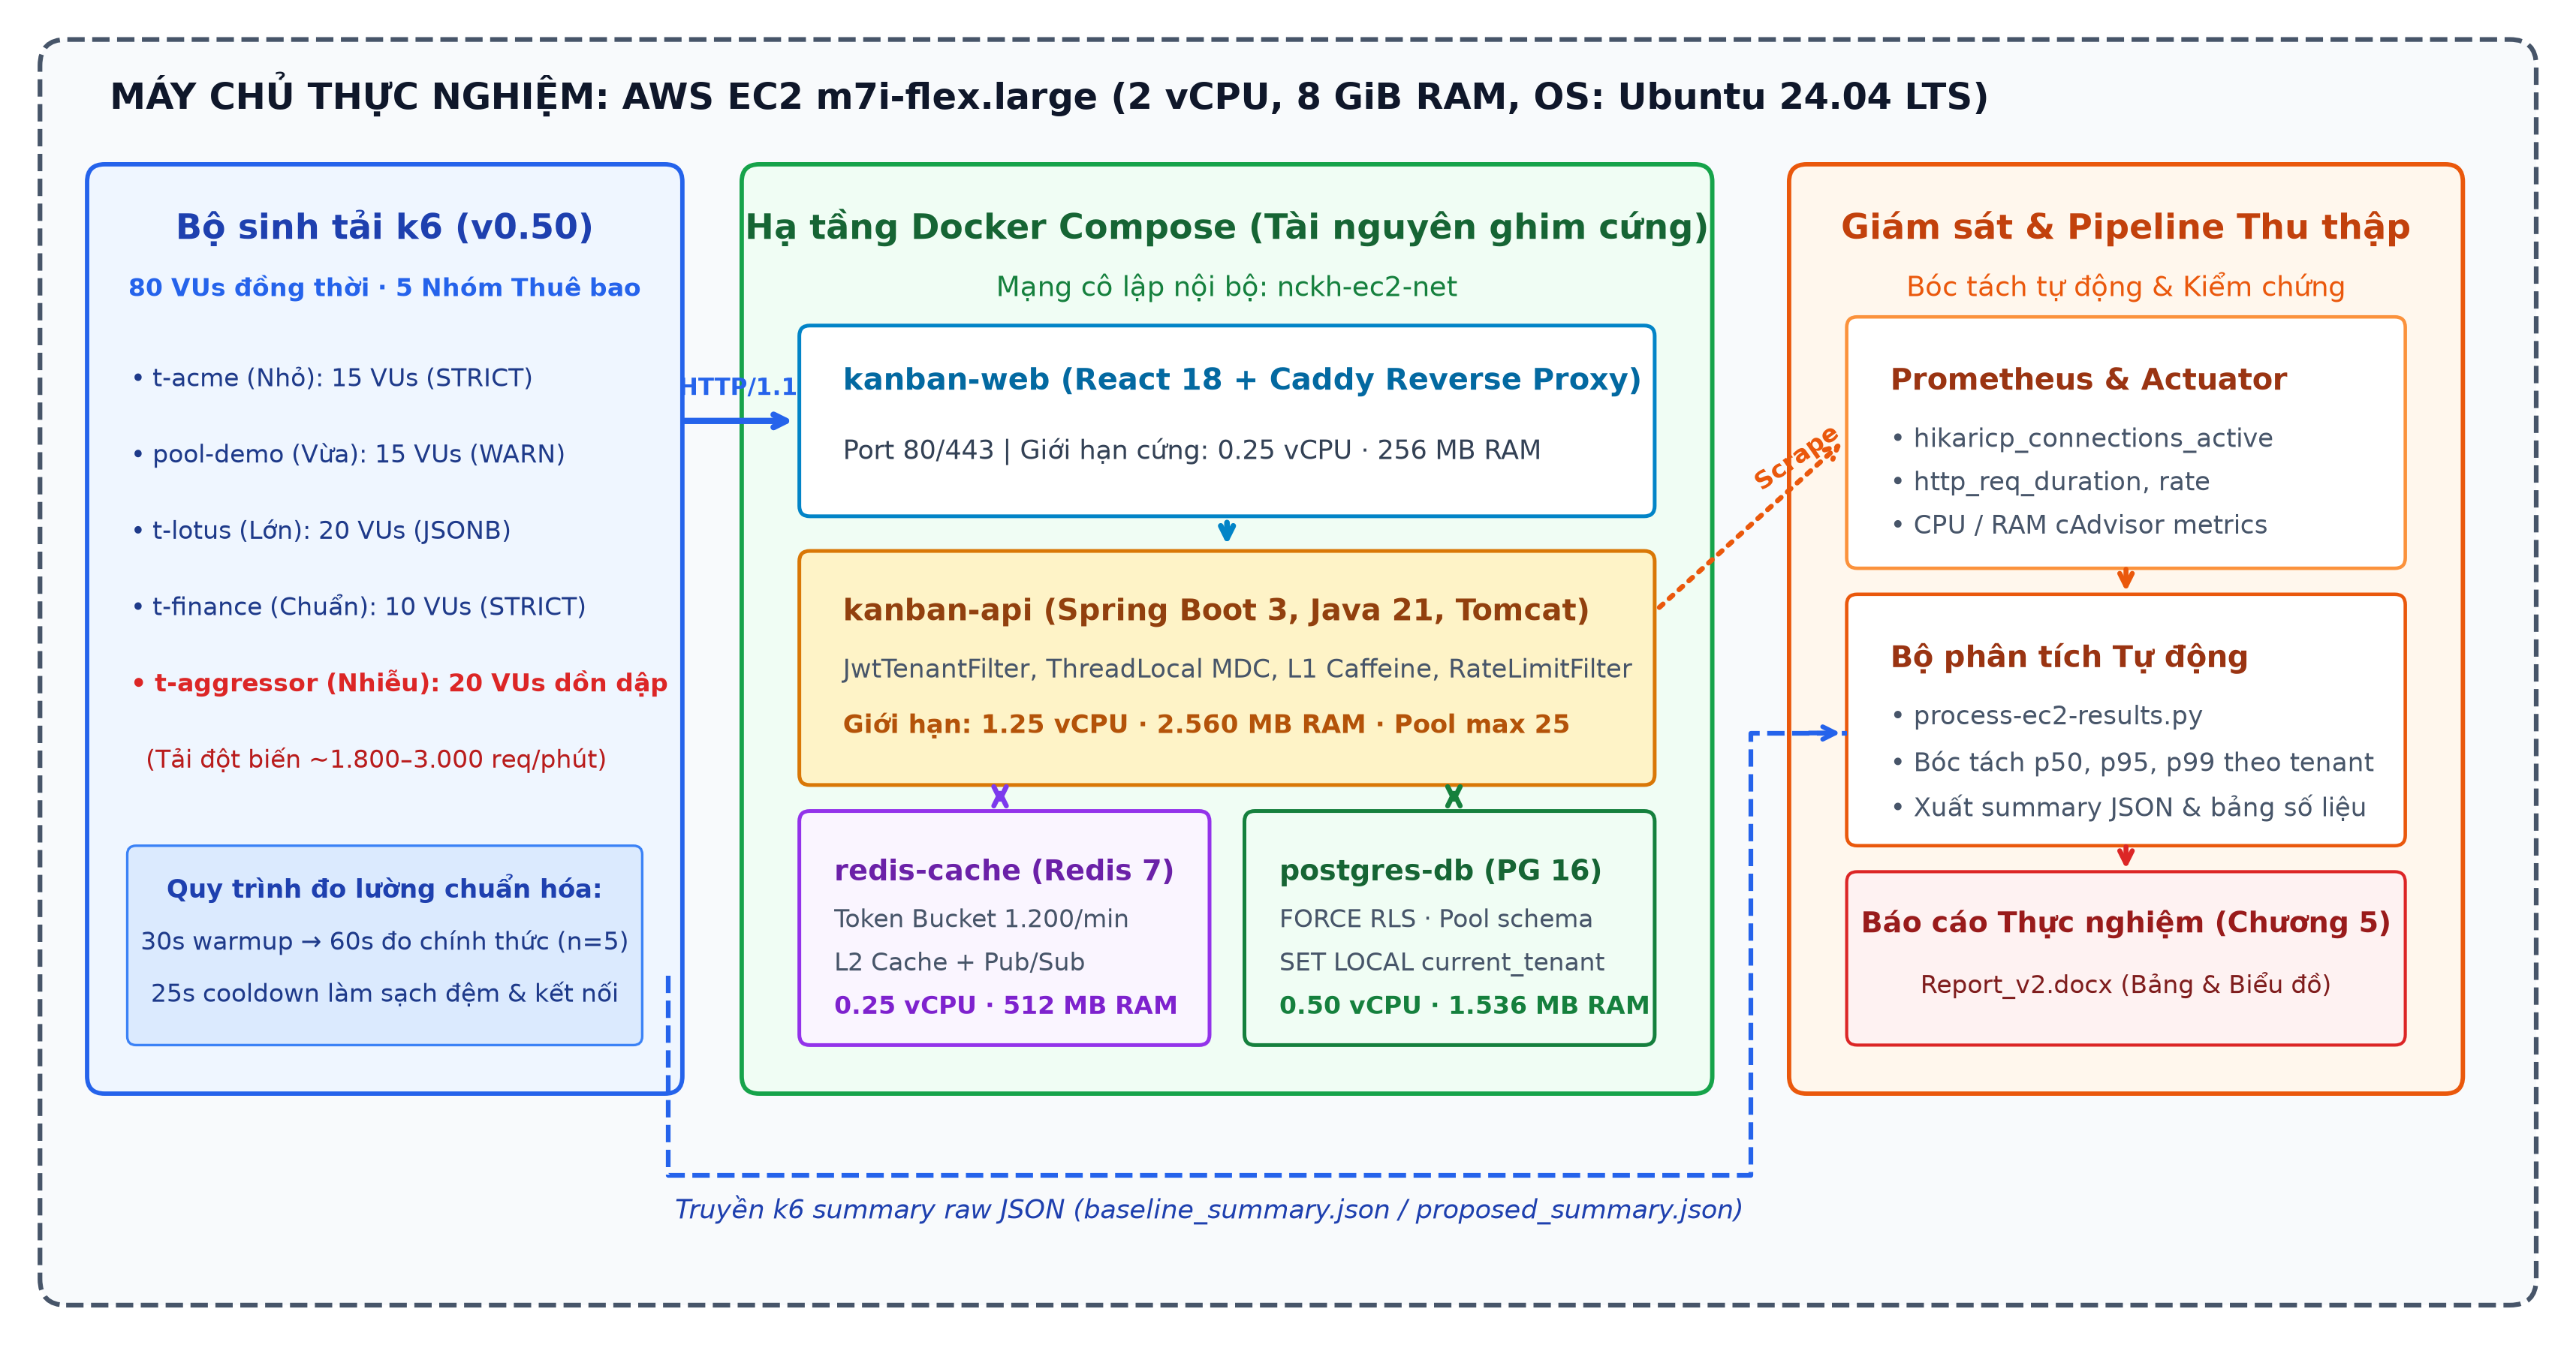 MÁY CHỦ THỰC NGHIỆM: AWS EC2 m7i-flex.large (2 vCPU, 8 GiB RAM, OS: Ubuntu 24.04 LTS)
Bộ sinh tải k6 (v0.50)
80 VUs đồng thời · 5 Nhóm Thuê bao
• t-acme (Nhỏ): 15 VUs (STRICT)
• pool-demo (Vừa): 15 VUs (WARN)
• t-lotus (Lớn): 20 VUs (JSONB)
• t-finance (Chuẩn): 10 VUs (STRICT)
• t-aggressor (Nhiễu): 20 VUs dồn dập
(Tải đột biến ~1.800–3.000 req/phút)
Quy trình đo lường chuẩn hóa:
30s warmup → 60s đo chính thức (n=5)
25s cooldown làm sạch đệm & kết nối
HTTP/1.1
Hạ tầng Docker Compose (Tài nguyên ghim cứng)
Mạng cô lập nội bộ: nckh-ec2-net
kanban-web (React 18 + Caddy Reverse Proxy)
Port 80/443 | Giới hạn cứng: 0.25 vCPU · 256 MB RAM
kanban-api (Spring Boot 3, Java 21, Tomcat)
JwtTenantFilter, ThreadLocal MDC, L1 Caffeine, RateLimitFilter
Giới hạn: 1.25 vCPU · 2.560 MB RAM · Pool max 25
redis-cache (Redis 7)
Token Bucket 1.200/min
L2 Cache + Pub/Sub
0.25 vCPU · 512 MB RAM
postgres-db (PG 16)
FORCE RLS · Pool schema
SET LOCAL current_tenant
0.50 vCPU · 1.536 MB RAM
Scrape
Giám sát & Pipeline Thu thập
Bóc tách tự động & Kiểm chứng
Prometheus & Actuator
• hikaricp_connections_active
• http_req_duration, rate
• CPU / RAM cAdvisor metrics
Bộ phân tích Tự động
• process-ec2-results.py
• Bóc tách p50, p95, p99 theo tenant
• Xuất summary JSON & bảng số liệu
Báo cáo Thực nghiệm (Chương 5)
Report_v2.docx (Bảng & Biểu đồ)
Truyền k6 summary raw JSON (baseline_summary.json / proposed_summary.json)